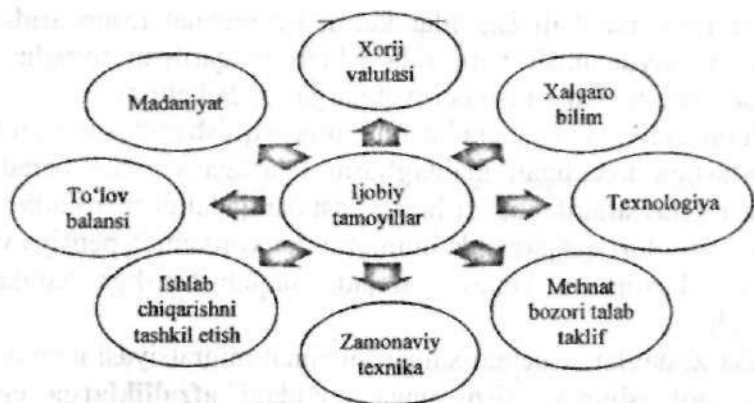 Xorij
valutasi
Madaniyat
Xalqaro
bilim
To‘lov
balansi
Ijobiy
tamoyillar
Texnologiya
Ishlab
chiqarishni
tashkil etish
Zamonaviy
texnika
Mehnat
bozori talab
taklif